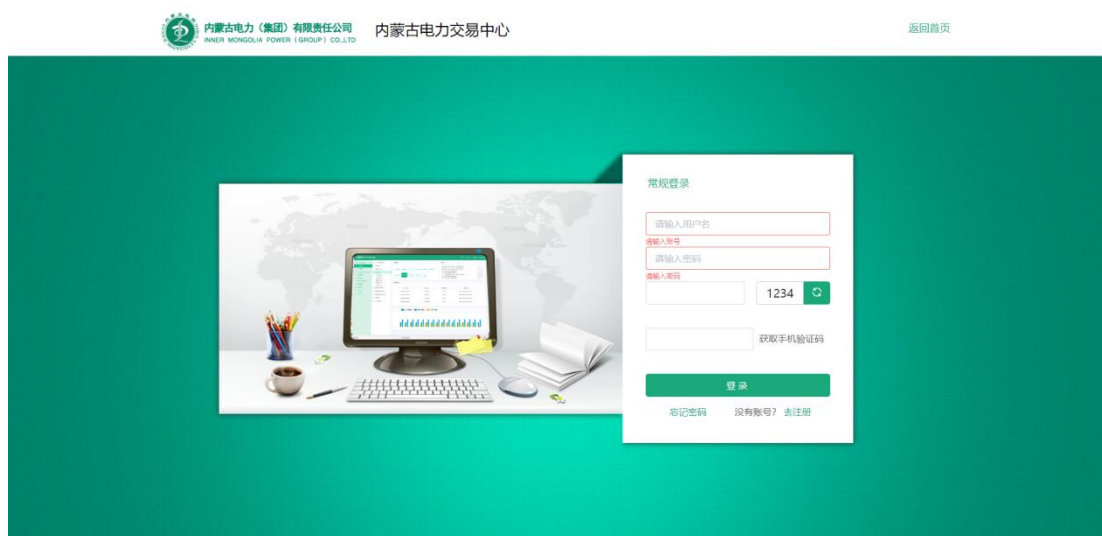 内蒙古电力（集团）有限责任公司
INNER MONGOLIA POWER (GROUP) CO.,LTD
内蒙古电力交易中心
返回首页
常规登录
请输入用户名
请输入账号
请输入密码
请输入密码
1234
获取手机验证码
登 录
忘记密码 没有账号？ 去注册